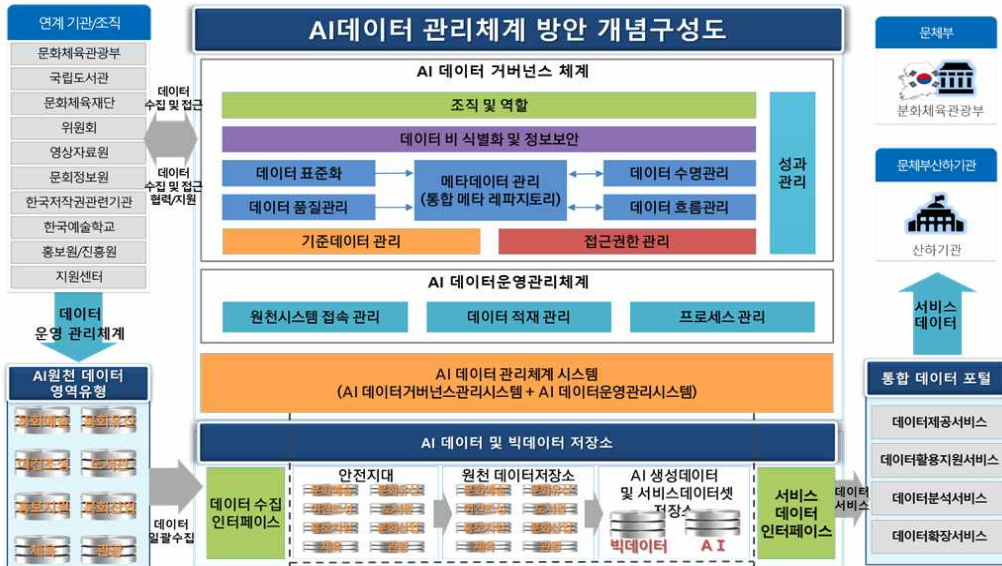 연계 기관/조직
문화체육관광부
국립도서관
문화체육재단
위원회
영상자료원
문회정보원
한국저작권관련기관
한국예술학교
홍보원/진흥원
지원센터
데이터
수집 및 접근
데이터
수집 및 접근
협력/지원
데이터
운영 관리체계
AI데이터 관리체계 방안 개념구성도
AI 데이터 거버넌스 체계
조직 및 역할
데이터 비 식별화 및 정보보안
데이터 표준화
데이터 품질관리
메타데이터 관리
(통합 메타 레파지토리)
데이터 수명관리
데이터 흐름관리
기준데이터 관리
접근권한 관리
성과
관리
AI 데이터운영관리체계
원천시스템 접속 관리
데이터 적재 관리
프로세스 관리
AI 데이터 관리체계 시스템
(AI 데이터거버넌스관리시스템 + AI 데이터운영관리시스템)
AI 데이터 및 빅데이터 저장소
AI원천 데이터
영역유형
문화예술
문화유산
도서관
체육
관광
데이터
일괄수집
데이터 수집
인터페이스
안전지대
원천 데이터저장소
AI 생성데이터
및 서비스데이터셋
저장소
빅데이터
AI
서비스
데이터
인터페이스
데이터
서비스
문체부
문화체육관광부
문체부산하기관
산하기관
서비스
데이터
통합 데이터 포털
데이터제공서비스
데이터활용지원서비스
데이터분석서비스
데이터확장서비스